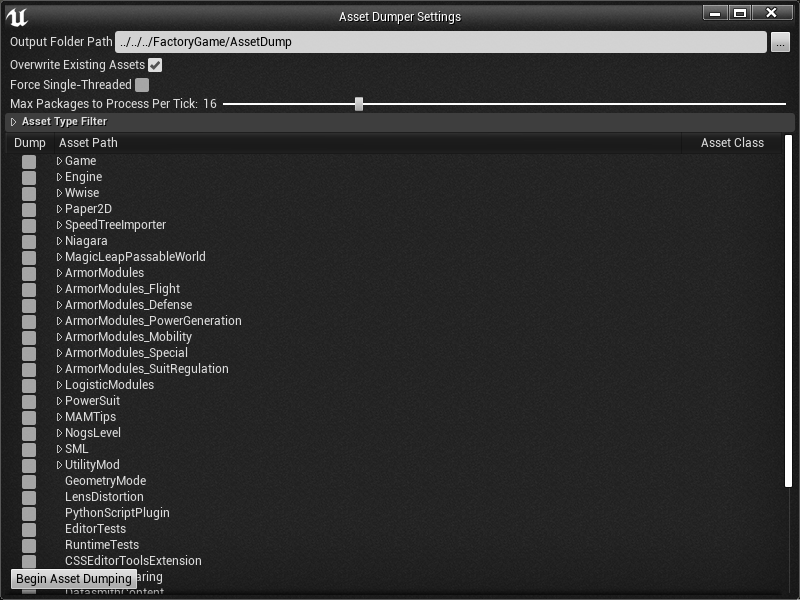 Asset Dumper Settings
Output Folder Path ../../../FactoryGame/AssetDump ...
Overwrite Existing Assets
Force Single-Threaded
Max Packages to Process Per Tick: 16
Asset Type Filter
Dump Asset Path Asset Class
Game
Engine
Wwise
Paper2D
SpeedTreeImporter
Niagara
MagicLeapPassableWorld
ArmorModules
ArmorModules_Flight
ArmorModules_Defense
ArmorModules_PowerGeneration
ArmorModules_Mobility
ArmorModules_Special
ArmorModules_SuitRegulation
LogisticModules
PowerSuit
MAMTips
NogsLevel
SML
UtilityMod
GeometryMode
LensDistortion
PythonScriptPlugin
EditorTests
RuntimeTests
CSSEditorToolsExtension
Begin Asset Dumping aring
DatasmithContent